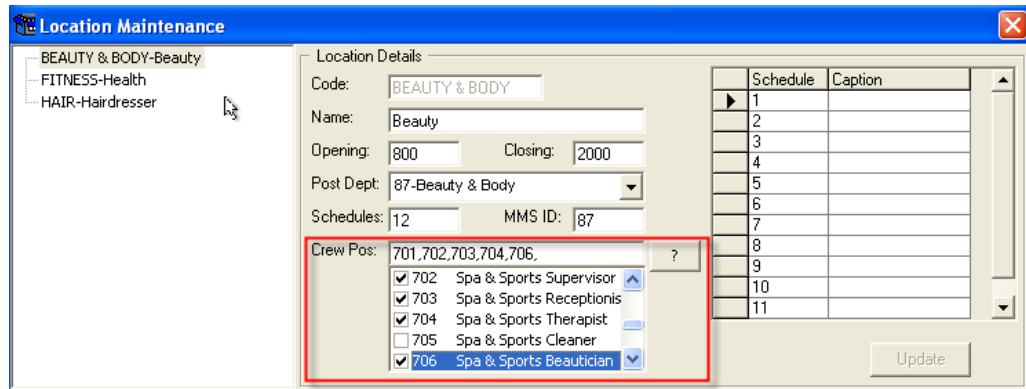 Location Maintenance
BEAUTY & BODY-Beauty
FITNESS-Health
HAIR-Hairdresser
Location Details
Code: BEAUTY & BODY
Name: Beauty
Opening: 800 Closing: 2000
Post Dept: 87-Beauty & Body
Schedules: 12 MMS ID: 87
Crew Pos: 701,702,703,704,706, ?
702 Spa & Sports Supervisor
703 Spa & Sports Receptionis
704 Spa & Sports Therapist
705 Spa & Sports Cleaner
706 Spa & Sports Beautician
Schedule Caption
1
2
3
4
5
6
7
8
9
10
11
Update